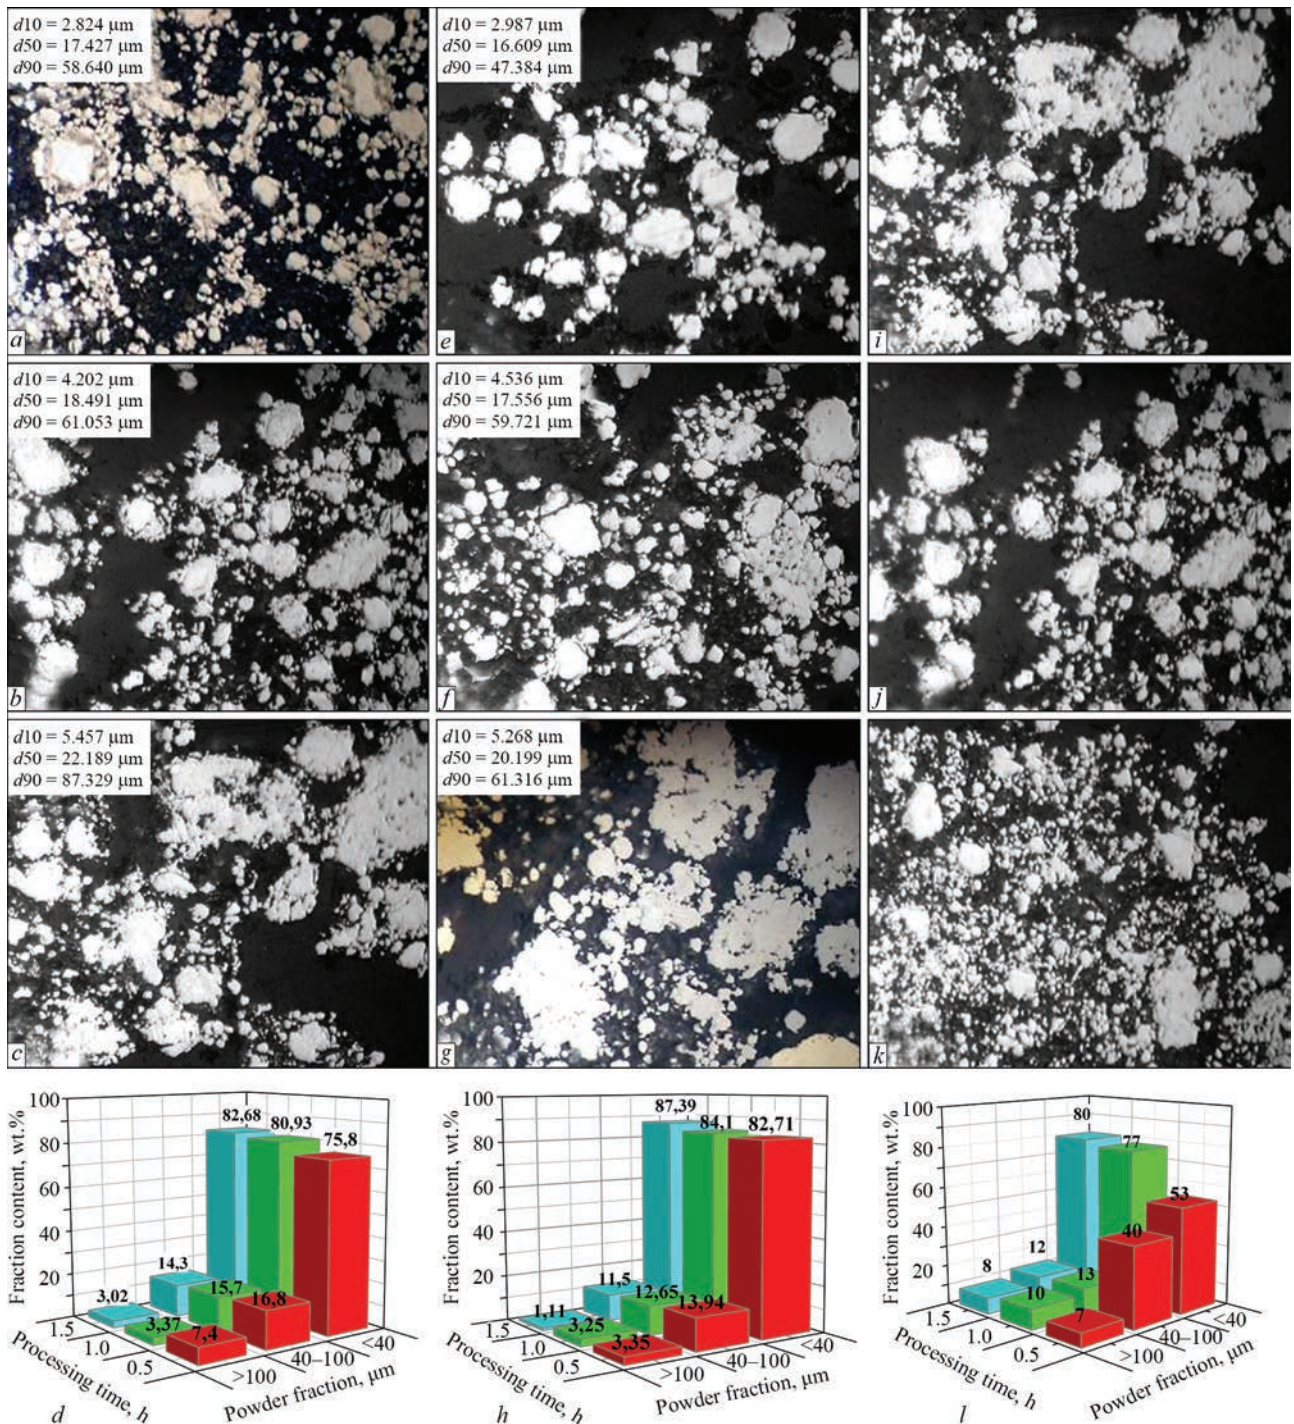 d10 = 2.824 µm
d50 = 17.427 µm
d90 = 58.640 µm
a
d10 = 2.987 µm
d50 = 16.609 µm
d90 = 47.384 µm
e
i
d10 = 4.202 µm
d50 = 18.491 µm
d90 = 61.053 µm
b
d10 = 4.536 µm
d50 = 17.556 µm
d90 = 59.721 µm
f
j
d10 = 5.457 µm
d50 = 22.189 µm
d90 = 87.329 µm
c
d10 = 5.268 µm
d50 = 20.199 µm
d90 = 61.316 µm
g
k
Fraction content, wt.%
100
80
60
40
20
82,68
80,93
75,8
14,3
15,7
16,8
3,02
3,37
7,4
1.5
1.0
0.5
>100
40–100
<40
Processing time, h
Powder fraction, µm
d
Fraction content, wt.%
100
80
60
40
20
87,39
84,1
82,71
11,5
12,65
13,94
1,11
3,25
3,35
1.5
1.0
0.5
>100
40–100
<40
Processing time, h
Powder fraction, µm
h
Fraction content, wt.%
100
80
60
40
20
80
77
53
12
13
40
8
10
7
1.5
1.0
0.5
>100
40–100
<40
Processing time, h
Powder fraction, µm
l